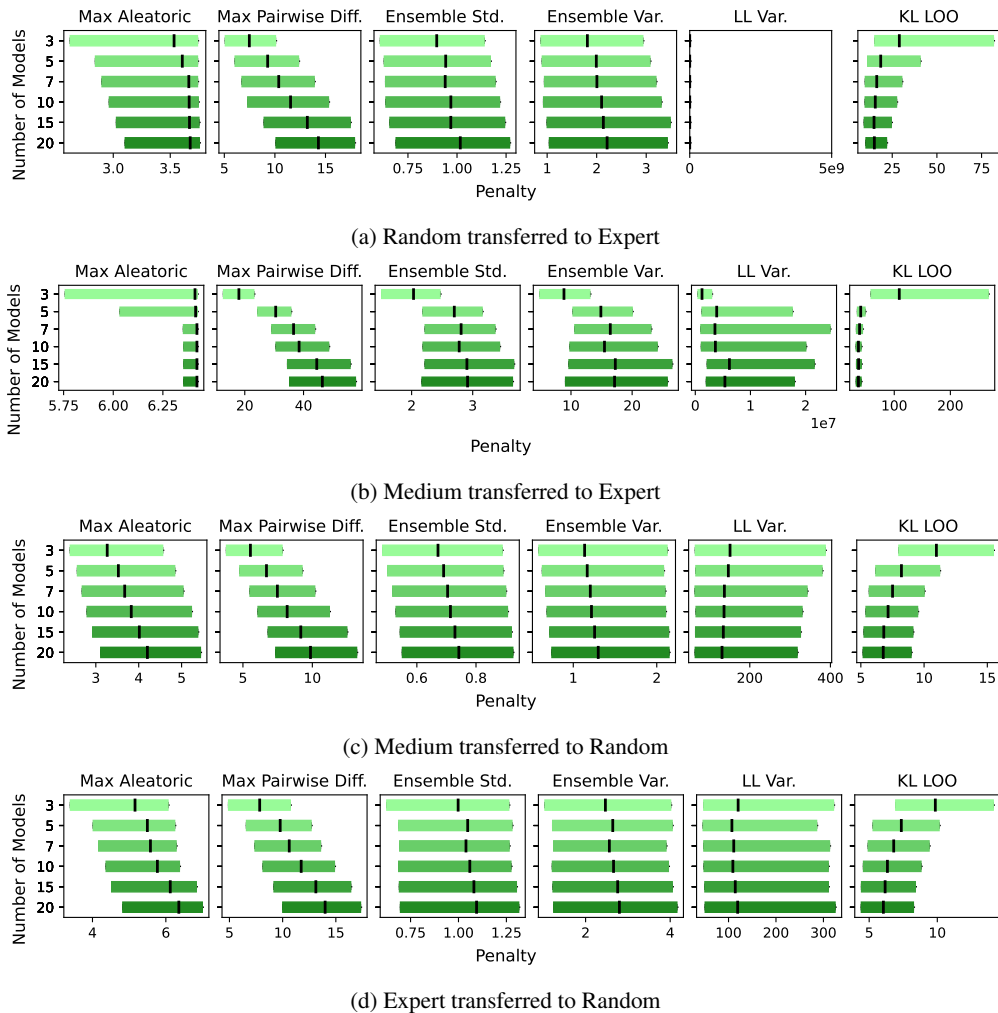 Max Aleatoric Max Pairwise Diff. Ensemble Std. Ensemble Var. LL Var. KL LOO
Number of Models
3
5
7
10
15
20
3.0 3.5 5 10 15 0.75 1.00 1.25 1 2 3 0 5e9 25 50 75
Penalty
(a) Random transferred to Expert
Max Aleatoric Max Pairwise Diff. Ensemble Std. Ensemble Var. LL Var. KL LOO
Number of Models
3
5
7
10
15
20
5.75 6.00 6.25 20 40 2 3 10 20 0 1 2 100 200
1e7
Penalty
(b) Medium transferred to Expert
Max Aleatoric Max Pairwise Diff. Ensemble Std. Ensemble Var. LL Var. KL LOO
Number of Models
3
5
7
10
15
20
3 4 5 5 10 0.6 0.8 1 2 200 400 5 10 15
Penalty
(c) Medium transferred to Random
Max Aleatoric Max Pairwise Diff. Ensemble Std. Ensemble Var. LL Var. KL LOO
Number of Models
3
5
7
10
15
20
4 6 5 10 15 0.75 1.00 1.25 2 4 100 200 300 5 10
Penalty
(d) Expert transferred to Random